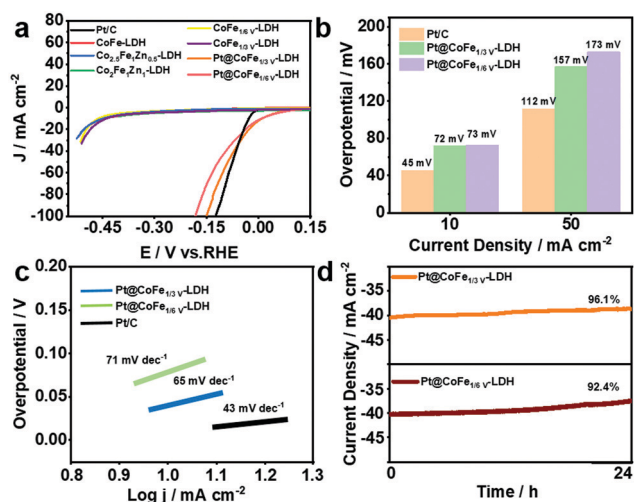 a
Pt/C
CoFe-LDH
Co2.5Fe1Zn0.5-LDH
Co2Fe1Zn1-LDH
CoFe1/6 V-LDH
CoFe1/3 V-LDH
Pt@CoFe1/3 V-LDH
Pt@CoFe1/6 V-LDH
J / mA cm-2
80
60
40
20
0
-20
-40
-60
-80
-100
-0.45
-0.30
-0.15
0.00
0.15
E / V vs.RHE
b
Pt/C
Pt@CoFe1/3 V-LDH
Pt@CoFe1/6 V-LDH
Overpotential / mV
200
160
120
80
40
0
45 mV
72 mV
73 mV
112 mV
157 mV
173 mV
10
50
Current Density / mA cm-2
c
Pt@CoFe1/3 V-LDH
Pt@CoFe1/6 V-LDH
Pt/C
Overpotential / V
0.20
0.15
0.10
0.05
0.00
71 mV dec-1
65 mV dec-1
43 mV dec-1
0.8
0.9
1.0
1.1
1.2
1.3
Log j / mA cm-2
d
Pt@CoFe1/3 V-LDH
96.1%
Pt@CoFe1/6 V-LDH
92.4%
Current Density / mA cm-2
-35
-40
-45
-35
-40
-45
0
24
Time / h